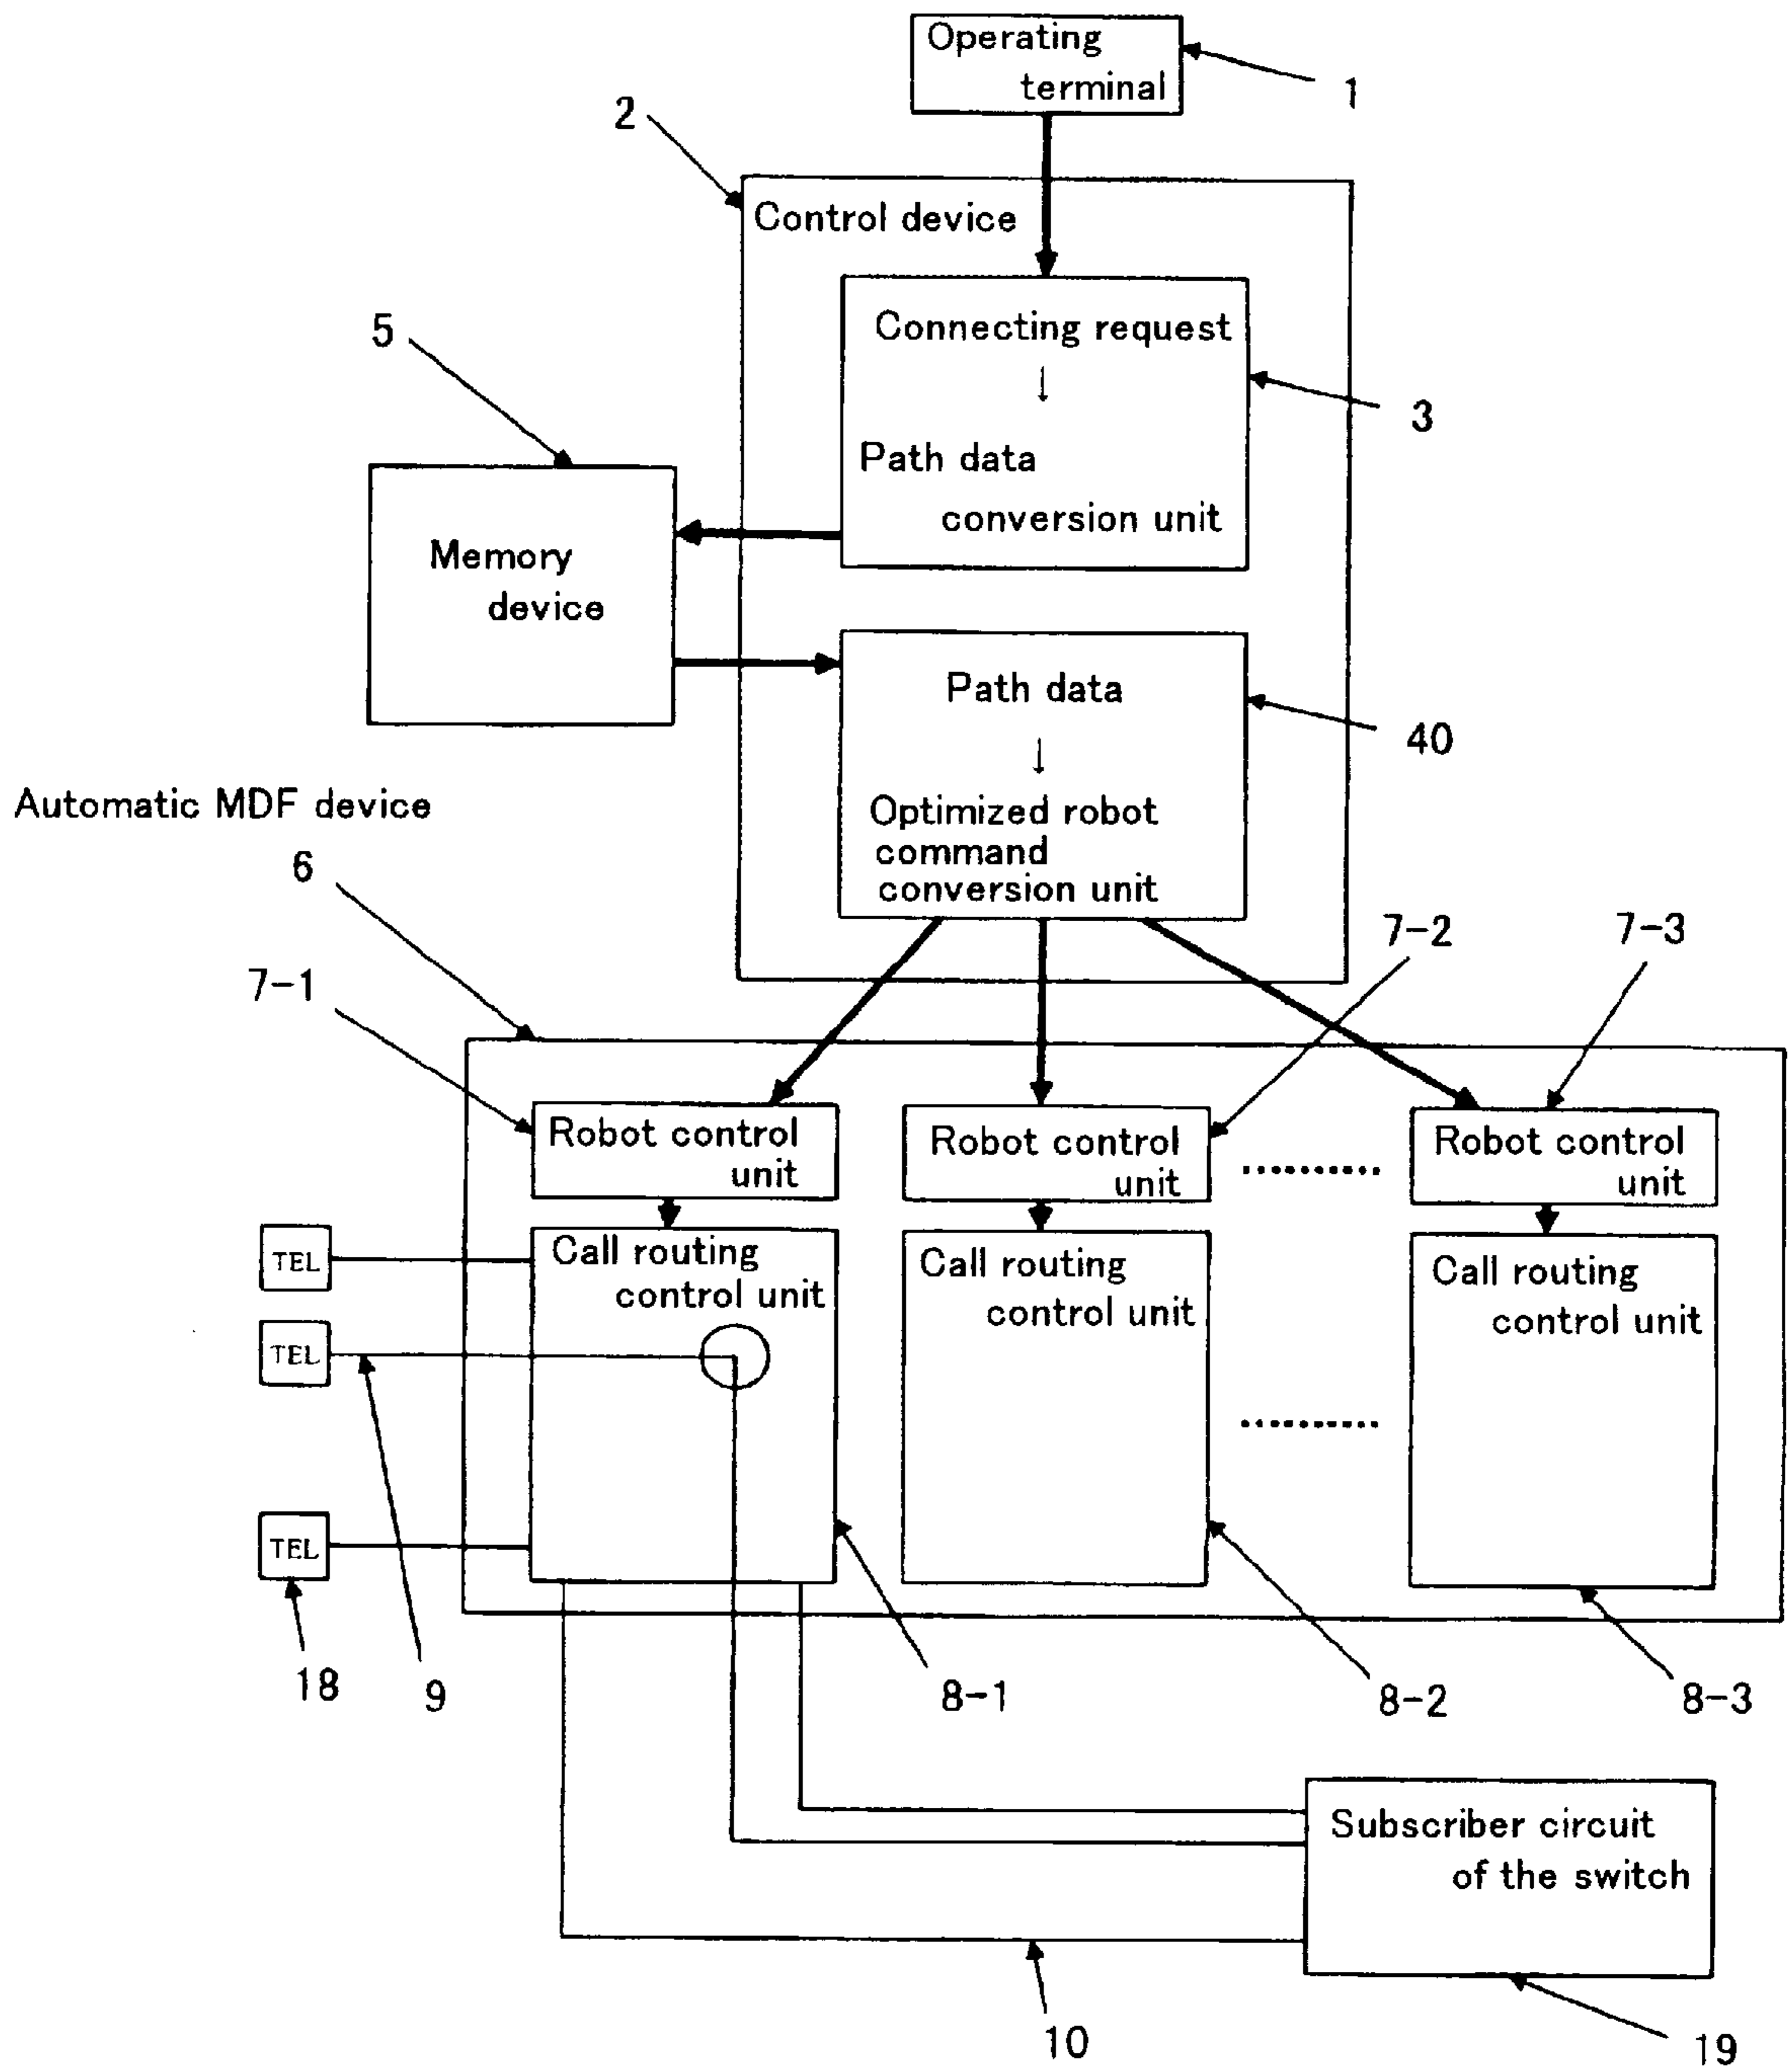 Operating
terminal
1
2
Control device
Connecting request
↓
3
Path data
conversion unit
5
Memory
device
Path data
↓
40
Optimized robot
command
conversion unit
Automatic MDF device
6
7-1
7-2
7-3
Robot control
unit
Robot control
unit
..........
Robot control
unit
Call routing
control unit
Call routing
control unit
Call routing
control unit
..........
TEL
TEL
TEL
18
9
8-1
8-2
8-3
Subscriber circuit
of the switch
10
19